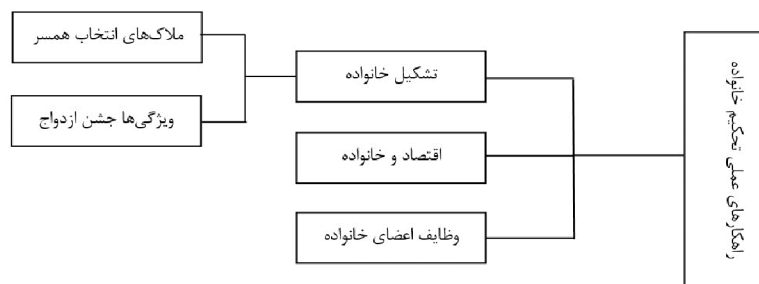 راهکارهای عملی تحکیم خانواده
تشکیل خانواده
ملاک‌های انتخاب همسر
ویژگی‌ها جشن ازدواج
اقتصاد و خانواده
وظایف اعضای خانواده